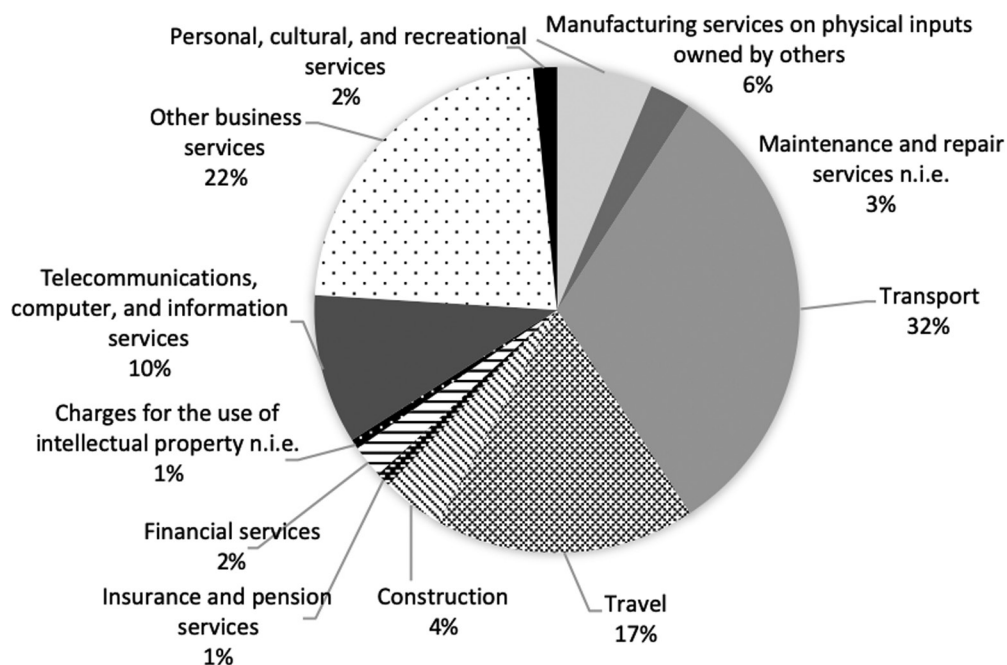 Personal, cultural, and recreational
services
2%
Manufacturing services on physical inputs
owned by others
6%
Maintenance and repair
services n.i.e.
3%
Transport
32%
Travel
17%
Construction
4%
Insurance and pension
services
1%
Financial services
2%
Charges for the use of
intellectual property n.i.e.
1%
Telecommunications,
computer, and information
services
10%
Other business
services
22%